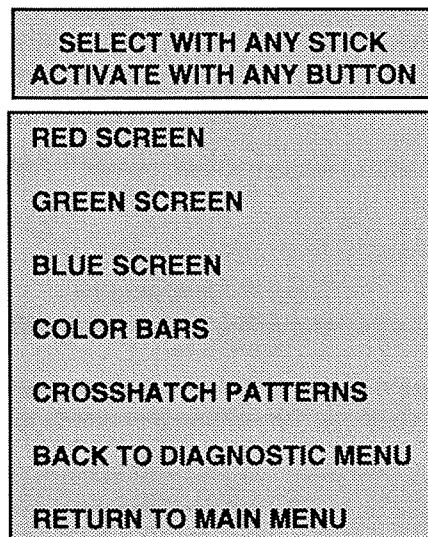 SELECT WITH ANY STICK
ACTIVATE WITH ANY BUTTON
RED SCREEN
GREEN SCREEN
BLUE SCREEN
COLOR BARS
CROSSHATCH PATTERNS
BACK TO DIAGNOSTIC MENU
RETURN TO MAIN MENU